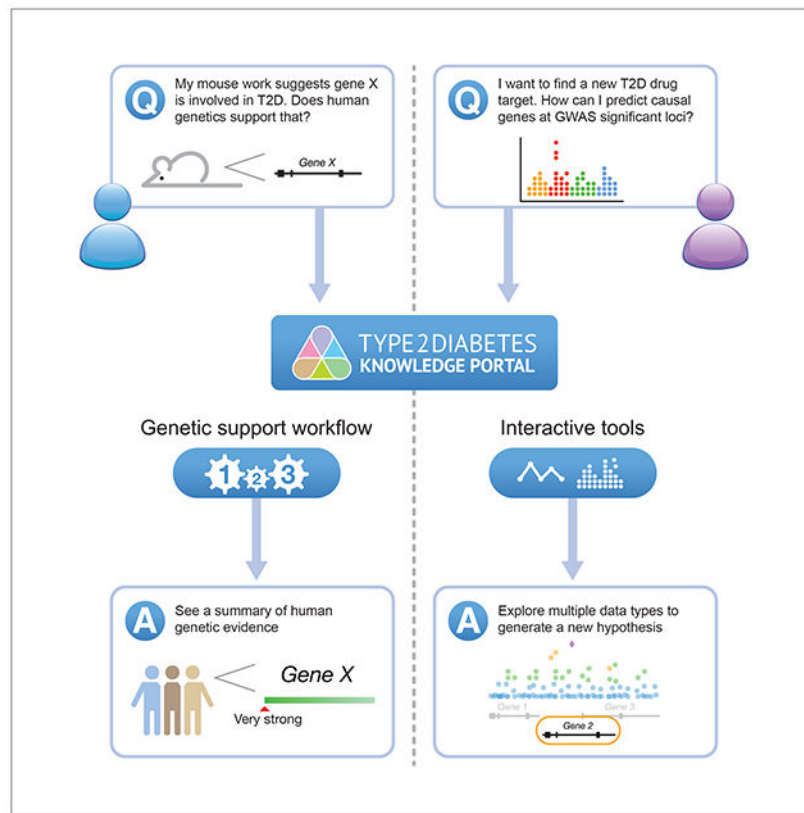 Q
My mouse work suggests gene X
is involved in T2D. Does human
genetics support that?
Gene X
Q
I want to find a new T2D drug
target. How can I predict causal
genes at GWAS significant loci?
TYPE2DIABETES
KNOWLEDGE PORTAL
Genetic support workflow
1 2 3
A
See a summary of human
genetic evidence
Gene X
Very strong
Interactive tools
A
Explore multiple data types to
generate a new hypothesis
Gene 1
Gene 3
Gene 2